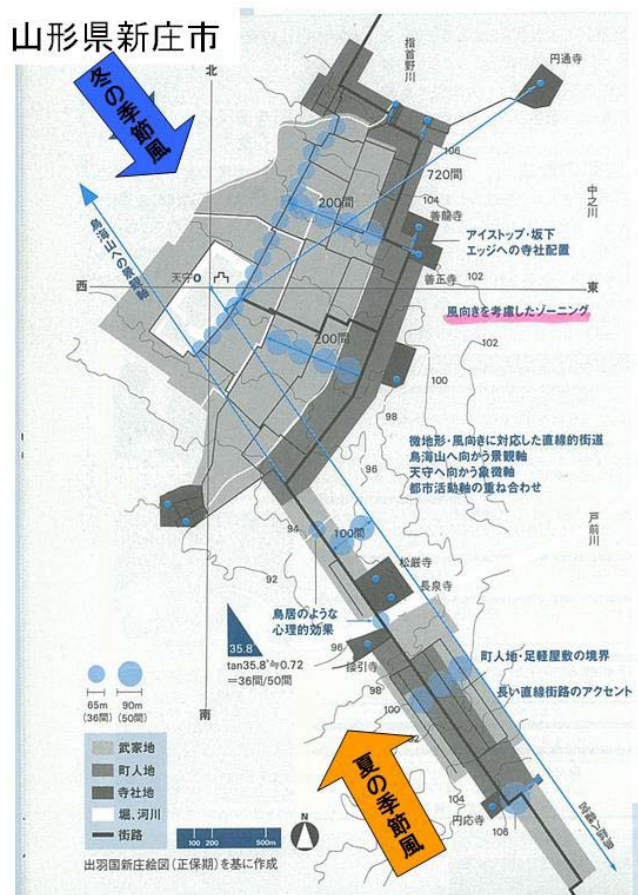 山形県新庄市
冬の季節風
北
指首野川
円通寺
106
720間
104
善龍寺
200間
中之川
アイストップ・坂下
エッジへの寺社配置
鳥海山への景観軸
天守
善正寺
102
西
東
風向きを考慮したゾーニング
102
200間
100
98
微地形・風向きに対応した直線的街道
鳥海山へ向かう景観軸
天守へ向かう象徴軸
都市活動軸の重ね合わせ
96
戸前川
94
100間
92
松巌寺
長泉寺
鳥居のような
心理的効果
35.8
tan35.8°≒0.72
=36間/50間
96
接引寺
町人地・足軽屋敷の境界
98
長い直線街路のアクセント
100
65m
(36間)
90m
(50間)
南
夏の季節風
武家地
町人地
寺社地
堀、河川
街路
100 200 500m
N
104
円応寺
106
出羽国新庄絵図(正保期)を基に作成